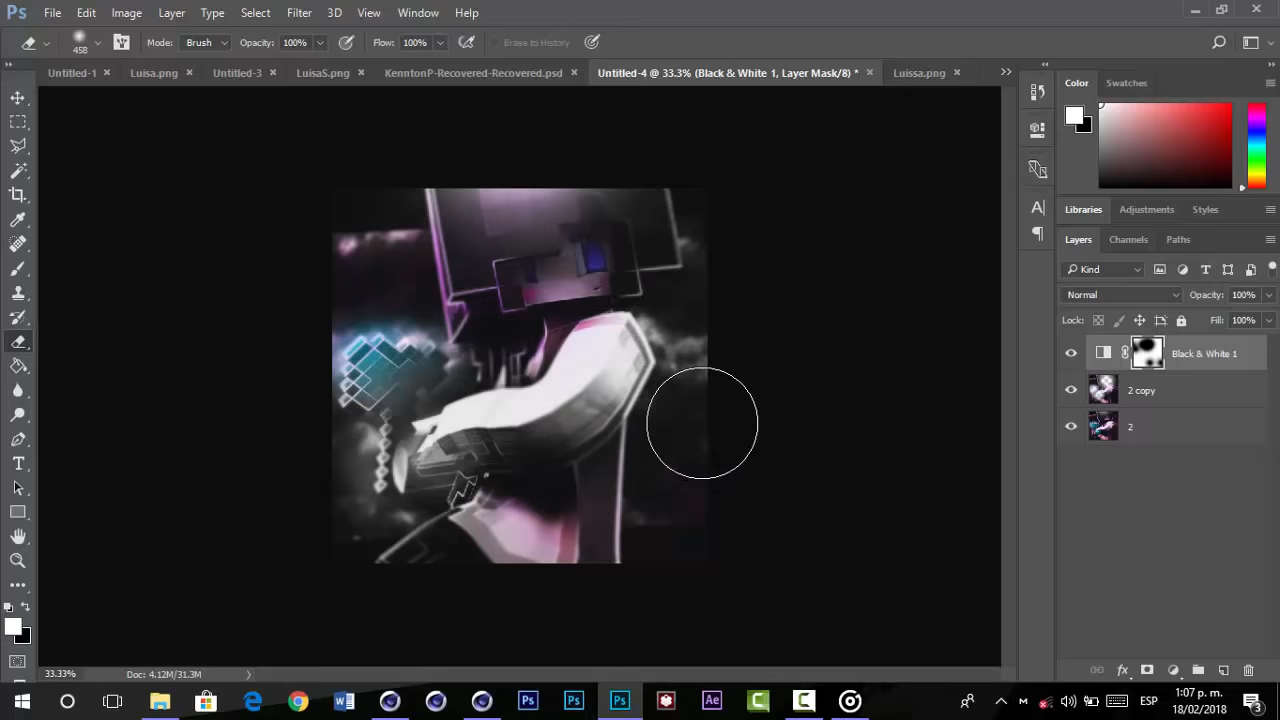 Ps File Edit Image Layer Type Select Filter 3D View Window Help
458 Mode: Brush Opacity: 100% Flow: 100% Erase to History
Untitled-1 × Luisa.png × Untitled-3 × LuisaS.png × KenntonP-Recovered-Recovered.psd × Untitled-4 @ 33.3% (Black & White 1, Layer Mask/8) * × Luissa.png ×
Color Swatches
Libraries Adjustments Styles
Layers Channels Paths
Kind
Normal Opacity: 100%
Lock: Fill: 100%
Black & White 1
2 copy
2
33.33% Doc: 4.12M/31.3M
ESP 1:07 p. m.
18/02/2018
3